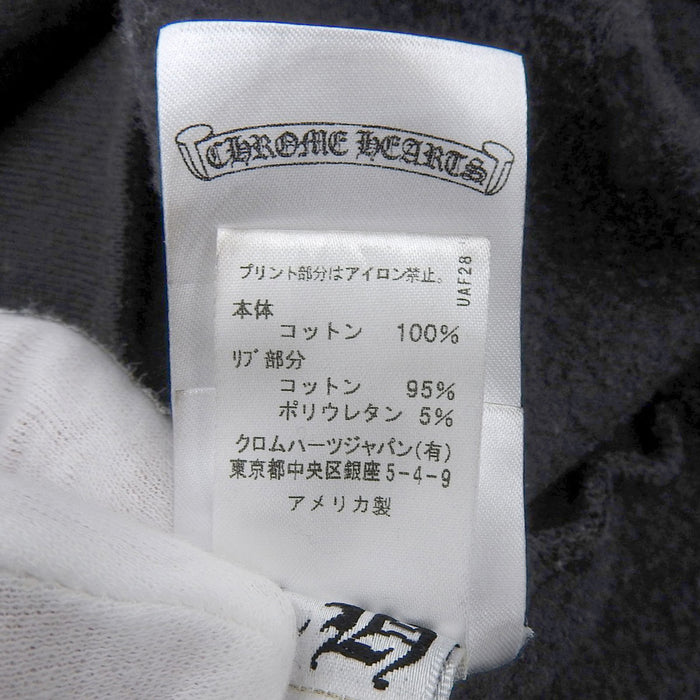 CHROME HEARTS
プリント部分はアイロン禁止。
UAF28
本体
コットン 100%
リブ部分
コットン 95%
ポリウレタン 5%
クロムハーツジャパン(有)
東京都中央区銀座5-4-9
アメリカ製